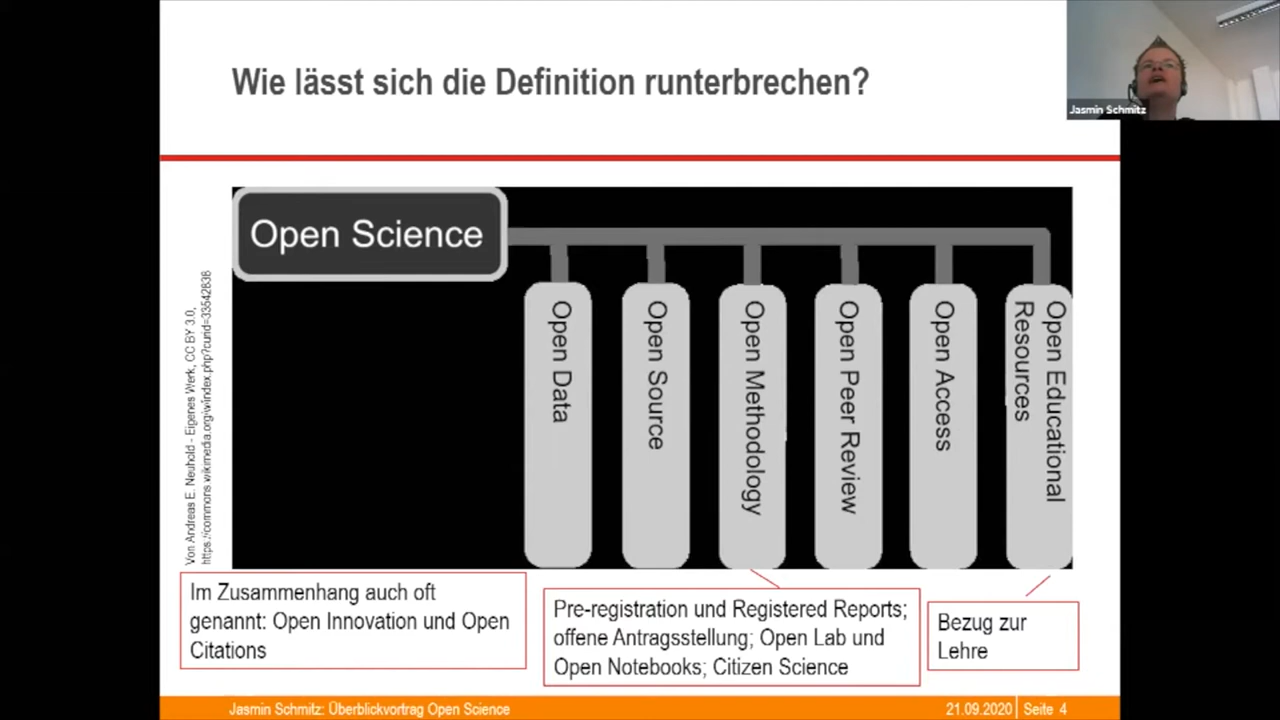 Wie lässt sich die Definition runterbrechen?
Jasmin Schmitz
Open Science
Open Data
Open Source
Open Methodology
Open Peer Review
Open Access
Open Educational
Resources
Von Andreas E. Neuhold - Eigenes Werk, CC BY 3.0,
https://commons.wikimedia.org/w/index.php?curid=33542838
Im Zusammenhang auch oft
genannt: Open Innovation und Open
Citations
Pre-registration und Registered Reports;
offene Antragsstellung; Open Lab und
Open Notebooks; Citizen Science
Bezug zur
Lehre
Jasmin Schmitz: Überblickvortrag Open Science
21.09.2020 Seite 4